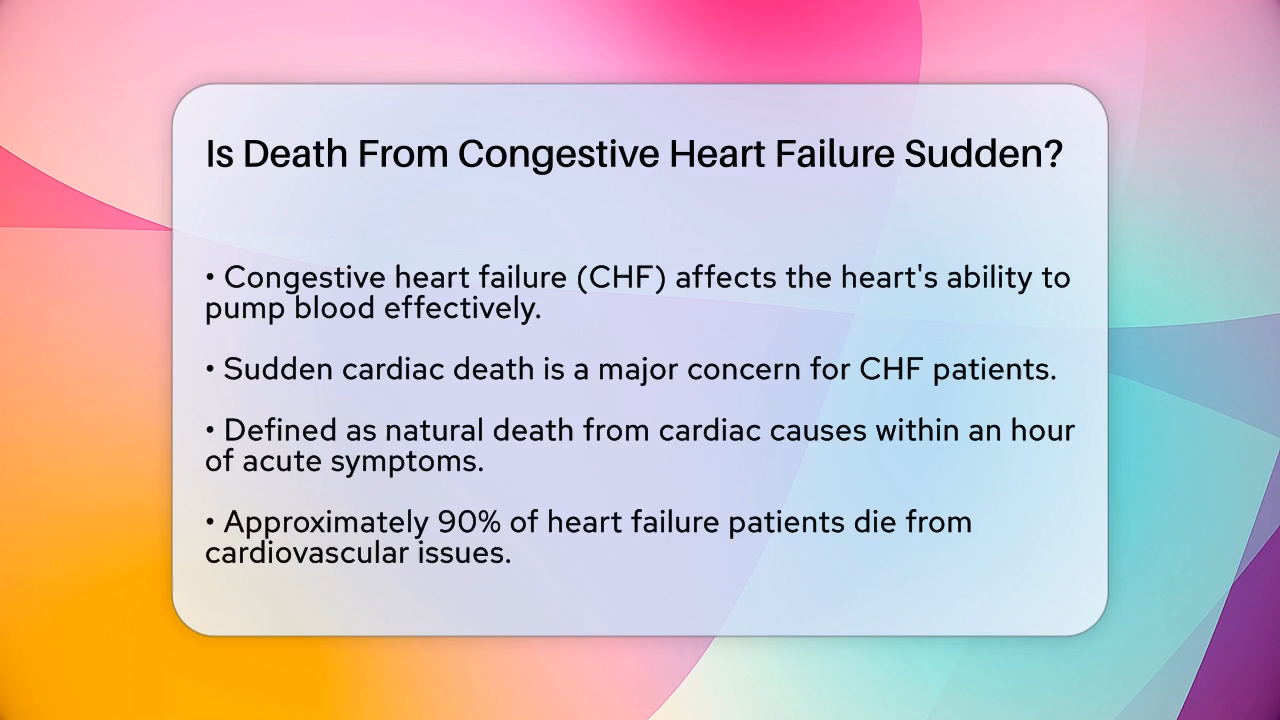 Is Death From Congestive Heart Failure Sudden?
• Congestive heart failure (CHF) affects the heart's ability to
pump blood effectively.
• Sudden cardiac death is a major concern for CHF patients.
• Defined as natural death from cardiac causes within an hour
of acute symptoms.
• Approximately 90% of heart failure patients die from
cardiovascular issues.